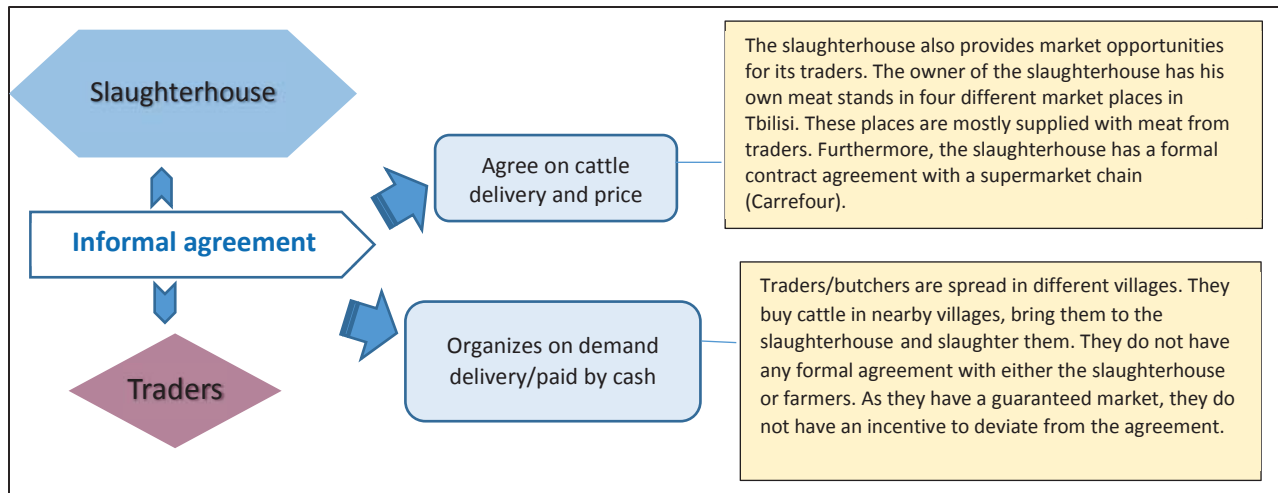 Slaughterhouse
Informal agreement
Traders
Agree on cattle
delivery and price
Organizes on demand
delivery/paid by cash
The slaughterhouse also provides market opportunities
for its traders. The owner of the slaughterhouse has his
own meat stands in four different market places in
Tbilisi. These places are mostly supplied with meat from
traders. Furthermore, the slaughterhouse has a formal
contract agreement with a supermarket chain
(Carrefour).
Traders/butchers are spread in different villages. They
buy cattle in nearby villages, bring them to the
slaughterhouse and slaughter them. They do not have
any formal agreement with either the slaughterhouse
or farmers. As they have a guaranteed market, they do
not have an incentive to deviate from the agreement.